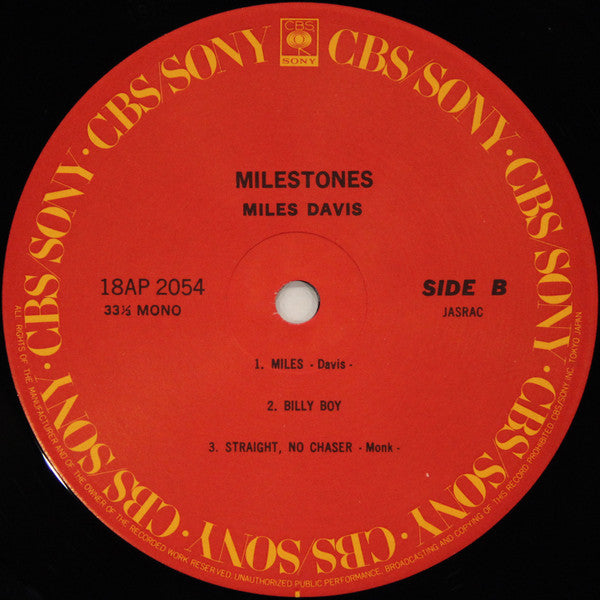 CBS
SONY
CBS/SONY · CBS/SONY · CBS/SONY · CBS/SONY · CBS/SONY · CBS/SONY · CBS/SONY · CBS/SONY
MILESTONES
MILES DAVIS
18AP 2054
33⅓ MONO
SIDE B
JASRAC
1. MILES - Davis -
2. BILLY BOY
3. STRAIGHT, NO CHASER - Monk -
ALL RIGHTS OF THE MANUFACTURER AND OF THE OWNER OF THE RECORDED WORK RESERVED. UNAUTHORIZED PUBLIC PERFORMANCE, BROADCASTING AND COPYING OF THIS RECORD PROHIBITED. CBS/SONY INC. TOKYO JAPAN.